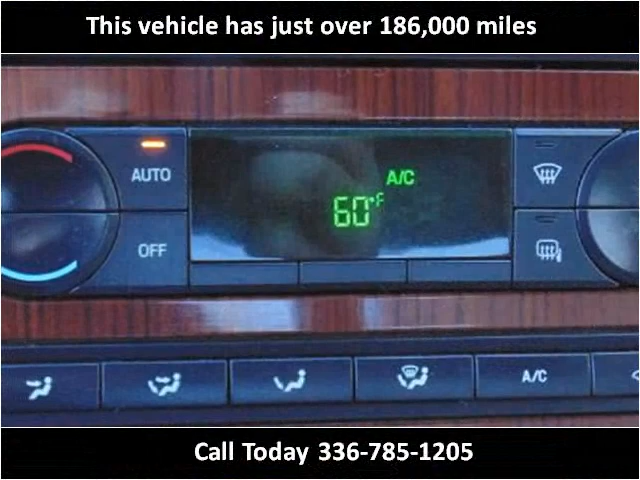 This vehicle has just over 186,000 miles
A/C
AUTO
60°F
OFF
A/C
Call Today 336-785-1205